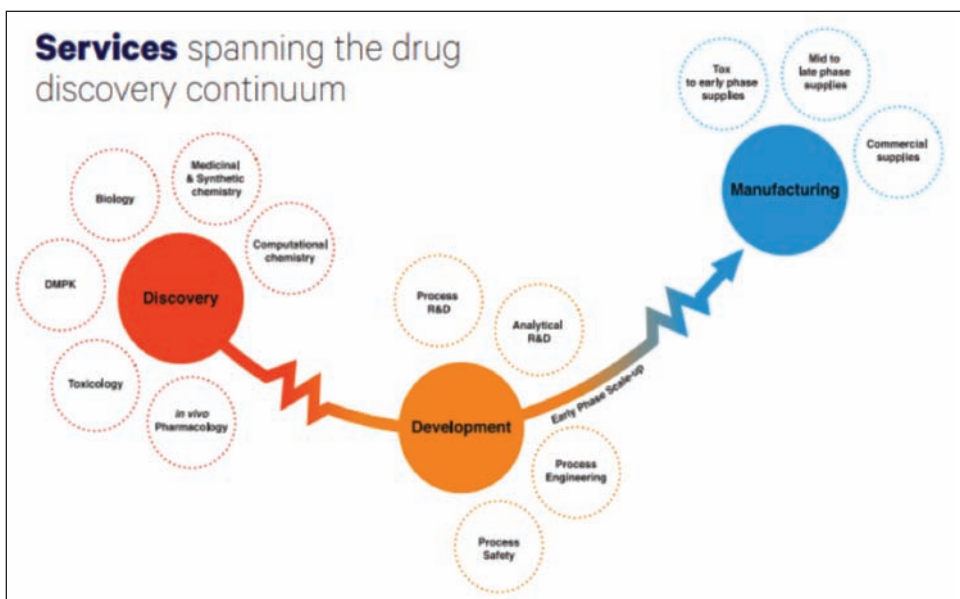 Services spanning the drug
discovery continuum
Tox
to early phase
supplies
Mid to
late phase
supplies
Commercial
supplies
Manufacturing
Medicinal
& Synthetic
chemistry
Biology
Computational
chemistry
DMPK
Discovery
Toxicology
in vivo
Pharmacology
Process
R&D
Analytical
R&D
Early Phase Scale-up
Development
Process
Engineering
Process
Safety